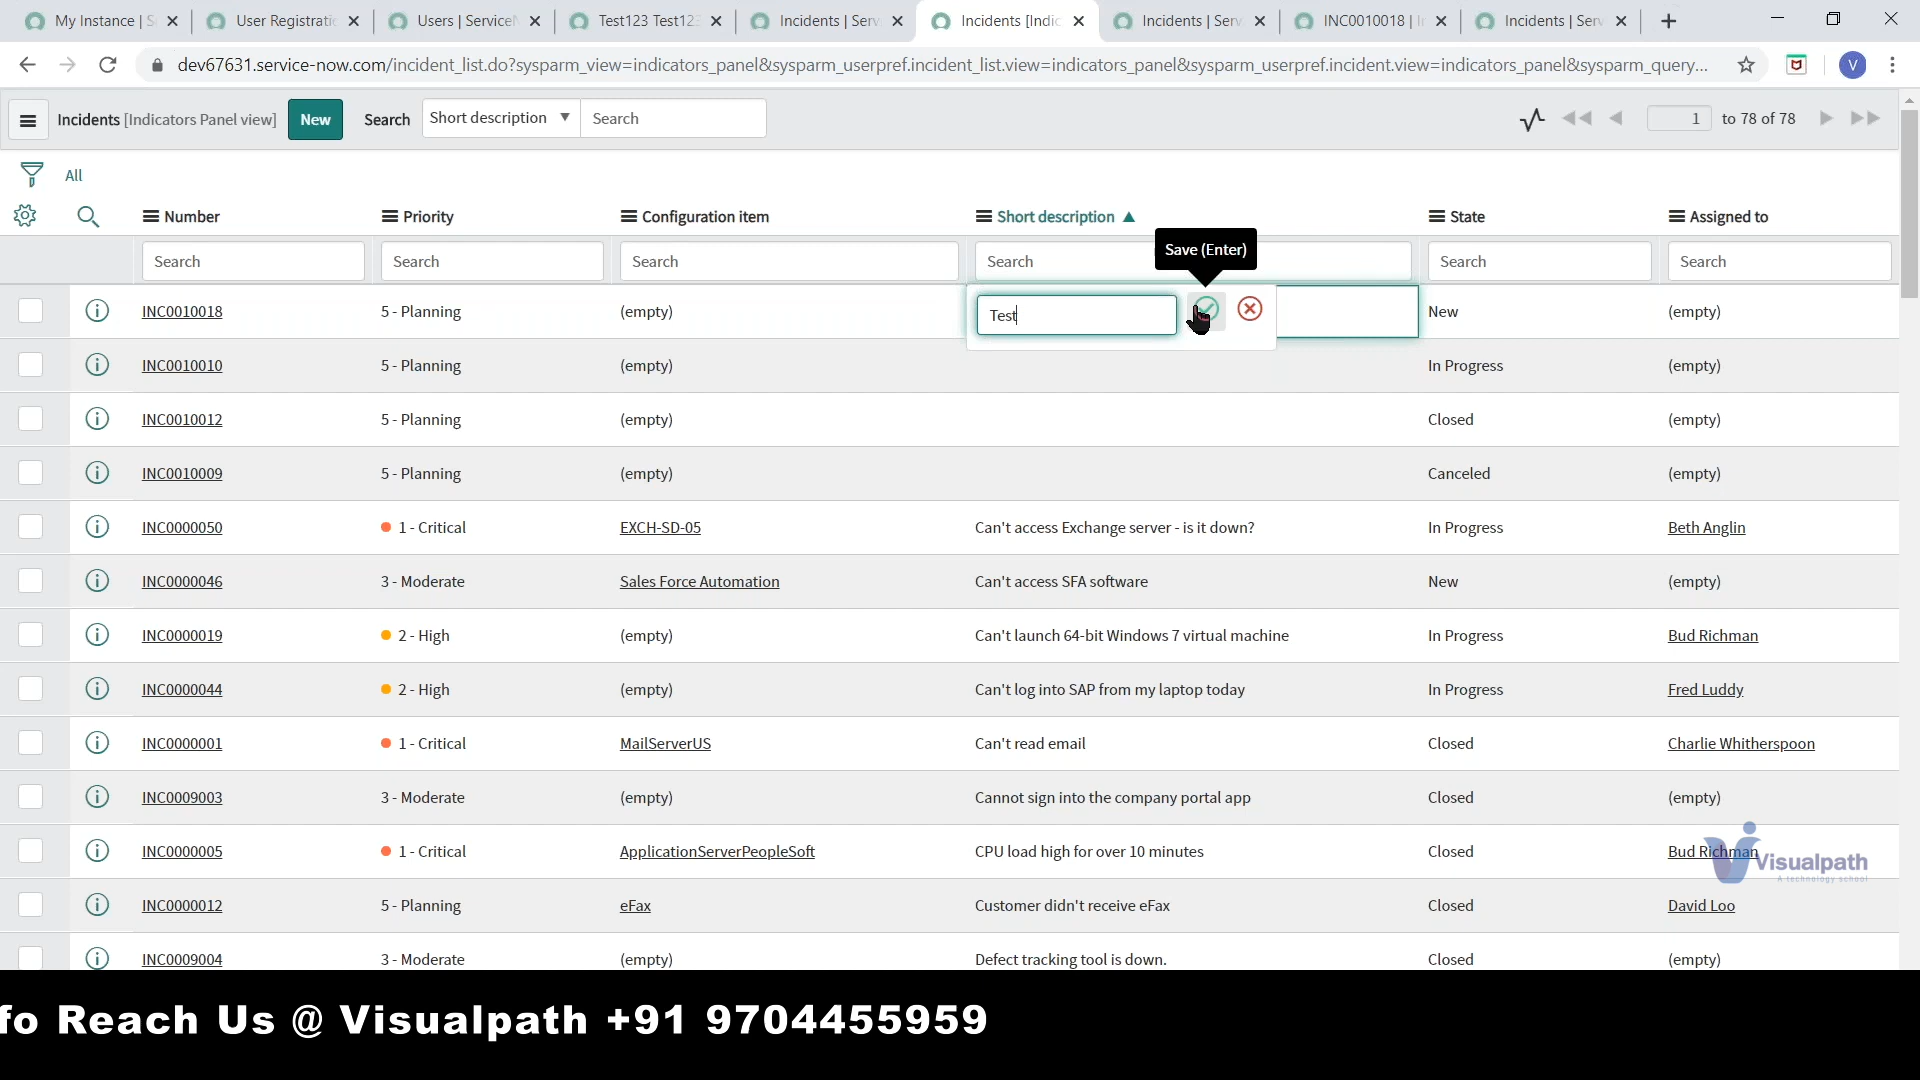 My Instance | S
User Registratic
Users | ServiceN
Test123 Test123
Incidents | Serv
Incidents [Indic
Incidents | Serv
INC0010018 | In
Incidents | Serv
dev67631.service-now.com/incident_list.do?sysparm_view=indicators_panel&sysparm_userpref.incident_list.view=indicators_panel&sysparm_userpref.incident.view=indicators_panel&sysparm_query...
V
Incidents [Indicators Panel view] New Search Short description Search 1 to 78 of 78
All
Number Priority Configuration item Short description State Assigned to
Save (Enter)
Search Search Search Search Search Search
INC0010018 5 - Planning (empty) Test New (empty)
INC0010010 5 - Planning (empty) In Progress (empty)
INC0010012 5 - Planning (empty) Closed (empty)
INC0010009 5 - Planning (empty) Canceled (empty)
INC0000050 1 - Critical EXCH-SD-05 Can't access Exchange server - is it down? In Progress Beth Anglin
INC0000046 3 - Moderate Sales Force Automation Can't access SFA software New (empty)
INC0000019 2 - High (empty) Can't launch 64-bit Windows 7 virtual machine In Progress Bud Richman
INC0000044 2 - High (empty) Can't log into SAP from my laptop today In Progress Fred Luddy
INC0000001 1 - Critical MailServerUS Can't read email Closed Charlie Whitherspoon
INC0009003 3 - Moderate (empty) Cannot sign into the company portal app Closed (empty)
INC0000005 1 - Critical ApplicationServerPeopleSoft CPU load high for over 10 minutes Closed Bud Richman
Visualpath
A technology school
INC0000012 5 - Planning eFax Customer didn't receive eFax Closed David Loo
INC0009004 3 - Moderate (empty) Defect tracking tool is down. Closed (empty)
fo Reach Us @ Visualpath +91 9704455959